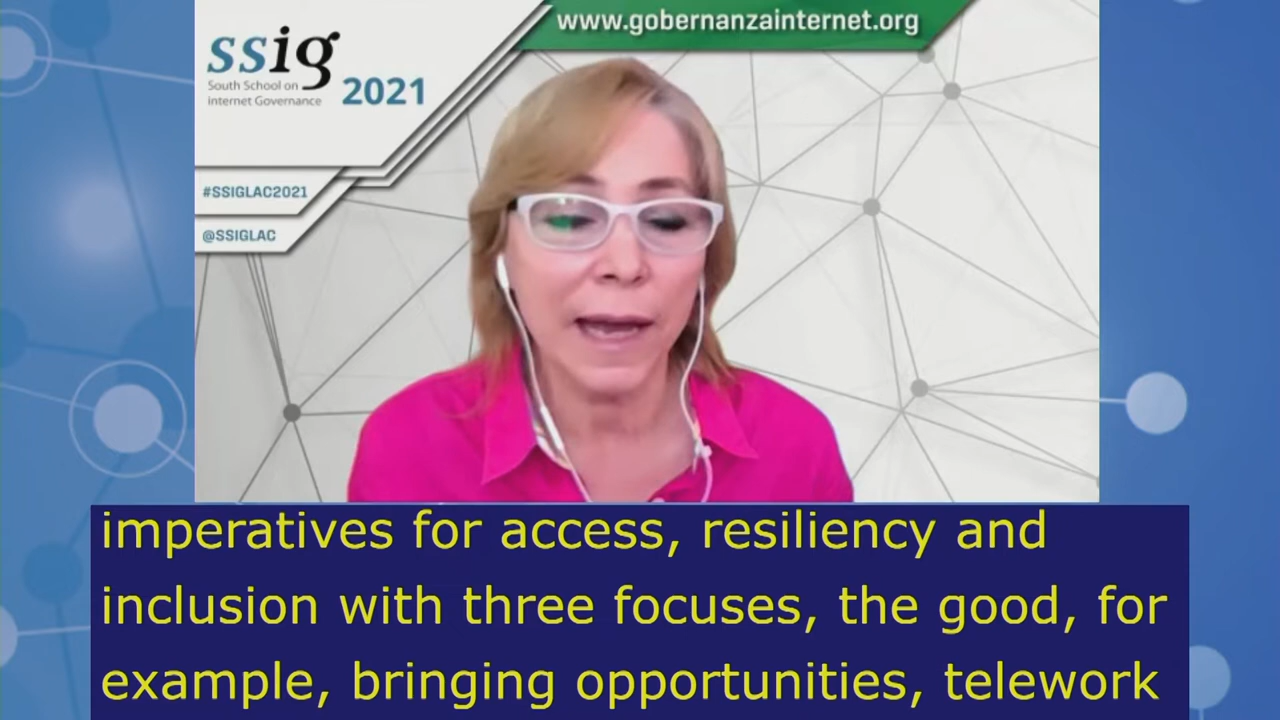 www.gobernanzainternet.org
ssig
South School on
Internet Governance
2021
#SSIGLAC2021
@SSIGLAC
imperatives for access, resiliency and
inclusion with three focuses, the good, for
example, bringing opportunities, telework